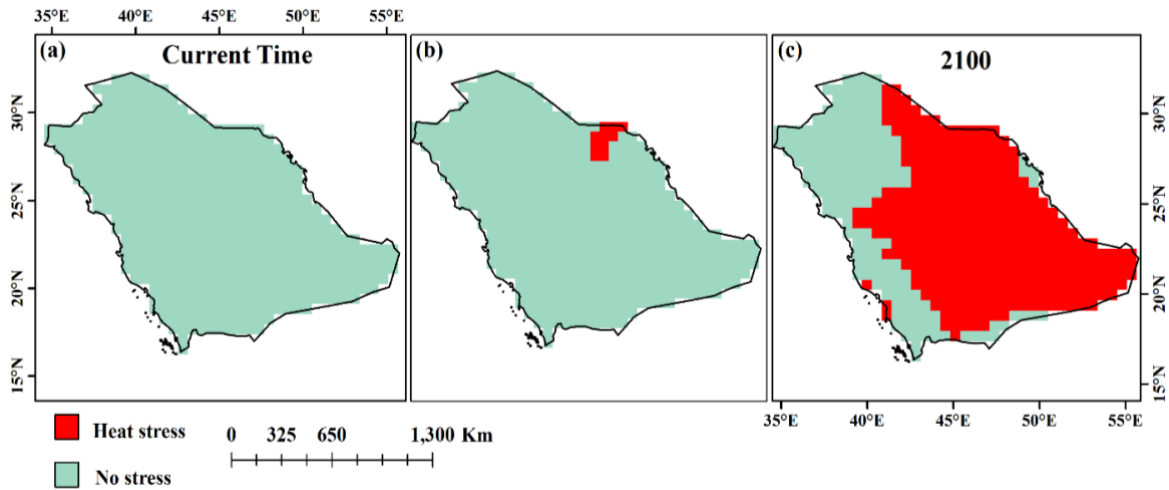 35°E 40°E 45°E 50°E 55°E
(a) Current Time
(b)
(c) 2100
30°N
25°N
20°N
15°N
30°N
25°N
20°N
15°N
35°E 40°E 45°E 50°E 55°E
Heat stress
No stress
0 325 650 1,300 Km